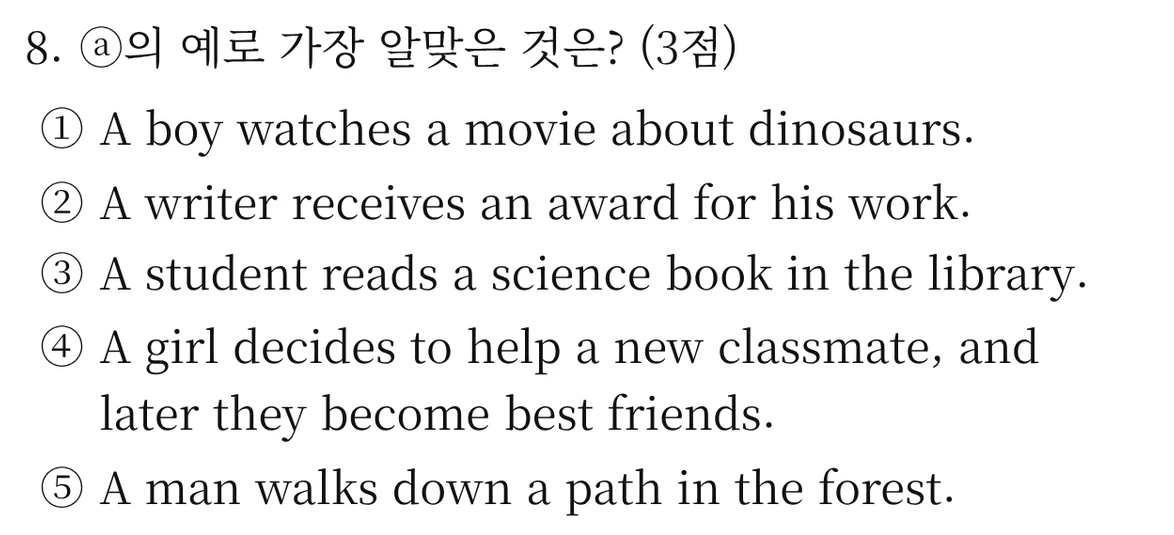 8. ⓐ의 예로 가장 알맞은 것은? (3점)
① A boy watches a movie about dinosaurs.
② A writer receives an award for his work.
③ A student reads a science book in the library.
④ A girl decides to help a new classmate, and
later they become best friends.
⑤ A man walks down a path in the forest.